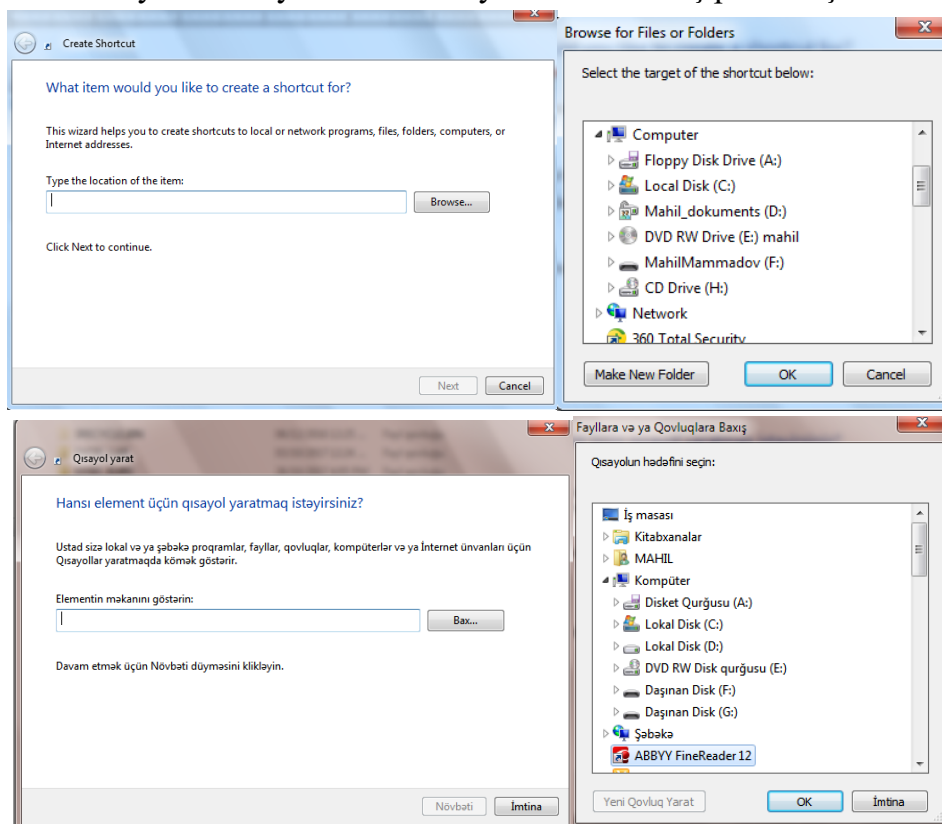 Create Shortcut
What item would you like to create a shortcut for?
This wizard helps you to create shortcuts to local or network programs, files, folders, computers, or
Internet addresses.
Type the location of the item:
Browse...
Click Next to continue.
Next
Cancel
Browse for Files or Folders
Select the target of the shortcut below:
Computer
Floppy Disk Drive (A:)
Local Disk (C:)
Mahil_dokuments (D:)
DVD RW Drive (E:) mahil
MahilMammadov (F:)
CD Drive (H:)
Network
360 Total Security
Make New Folder
OK
Cancel
Qısayol yarat
Hansı element üçün qısayol yaratmaq istəyirsiniz?
Ustad sizə lokal və ya şəbəkə proqramlar, fayllar, qovluqlar, kompüterlər və ya İnternet ünvanları üçün
Qısayollar yaratmaqda kömək göstərir.
Elementin məkanını göstərin:
Bax...
Davam etmək üçün Növbəti düyməsini klikləyin.
Növbəti
İmtina
Fayllara və ya Qovluqlara Baxış
Qısayolun hədəfini seçin:
İş masası
Kitabxanalar
MAHIL
Kompüter
Disket Qurğusu (A:)
Lokal Disk (C:)
Lokal Disk (D:)
DVD RW Disk qurğusu (E:)
Daşınan Disk (F:)
Daşınan Disk (G:)
Şəbəkə
ABBYY FineReader 12
Yeni Qovluq Yarat
OK
İmtina